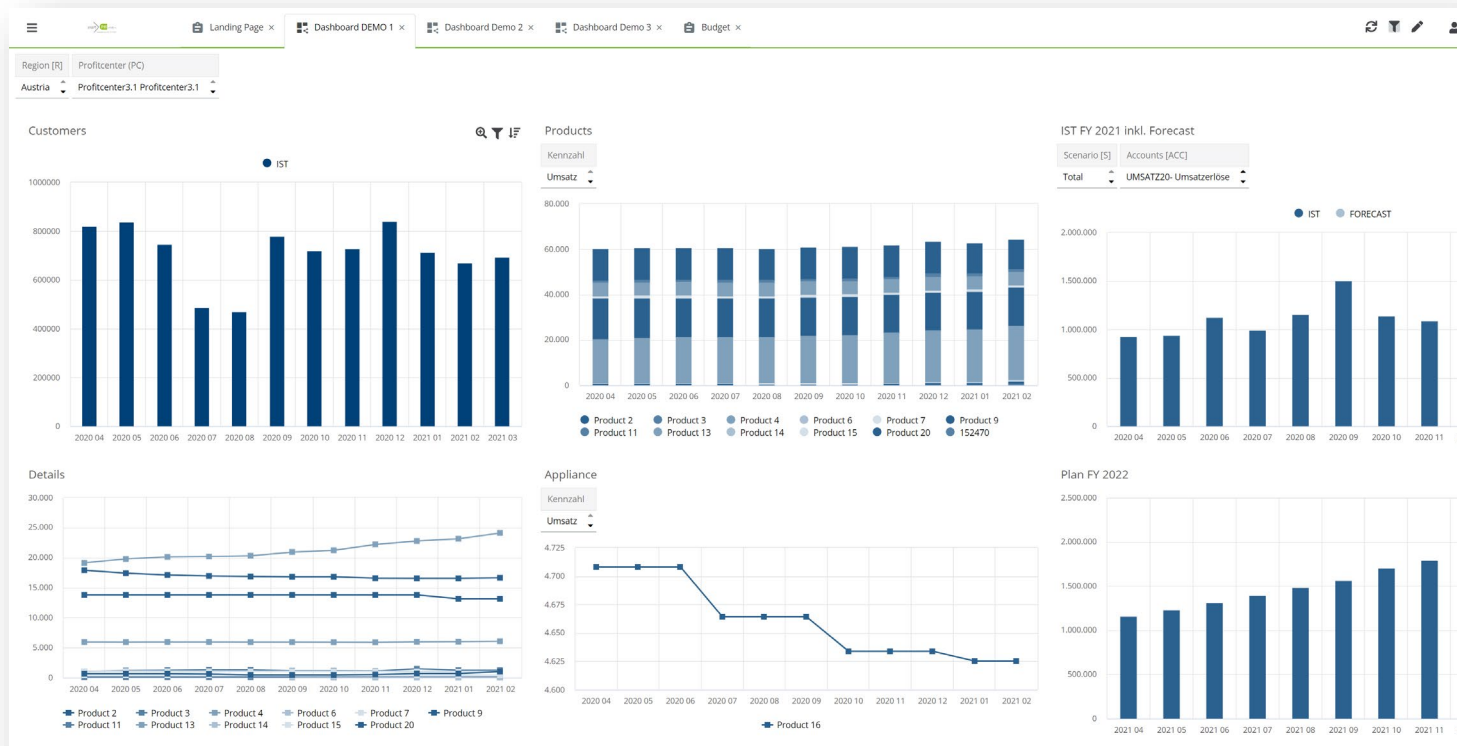 Landing Page × Dashboard DEMO 1 × Dashboard Demo 2 × Dashboard Demo 3 × Budget ×
Region [R] Profitcenter (PC)
Austria Profitcenter3.1 Profitcenter3.1
Customers
IST
1000000
800000
600000
400000
200000
0
2020 04 2020 05 2020 06 2020 07 2020 08 2020 09 2020 10 2020 11 2020 12 2021 01 2021 02 2021 03
Products
Kennzahl
Umsatz
80.000
60.000
40.000
20.000
0
2020 04 2020 05 2020 06 2020 07 2020 08 2020 09 2020 10 2020 11 2020 12 2021 01 2021 02
Product 2 Product 3 Product 4 Product 6 Product 7 Product 9
Product 11 Product 13 Product 14 Product 15 Product 20 152470
IST FY 2021 inkl. Forecast
Scenario [S] Accounts [ACC]
Total UMSATZ20- Umsatzerlöse
IST FORECAST
2.000.000
1.500.000
1.000.000
500.000
0
2020 04 2020 05 2020 06 2020 07 2020 08 2020 09 2020 10 2020 11
Details
30.000
25.000
20.000
15.000
10.000
5.000
0
2020 04 2020 05 2020 06 2020 07 2020 08 2020 09 2020 10 2020 11 2020 12 2021 01 2021 02
Product 2 Product 3 Product 4 Product 6 Product 7 Product 9
Product 11 Product 13 Product 14 Product 15 Product 20
Appliance
Kennzahl
Umsatz
4.725
4.700
4.675
4.650
4.625
4.600
2020 04 2020 05 2020 06 2020 07 2020 08 2020 09 2020 10 2020 11 2020 12 2021 01 2021 02
Product 16
Plan FY 2022
2.500.000
2.000.000
1.500.000
1.000.000
500.000
0
2021 04 2021 05 2021 06 2021 07 2021 08 2021 09 2021 10 2021 11